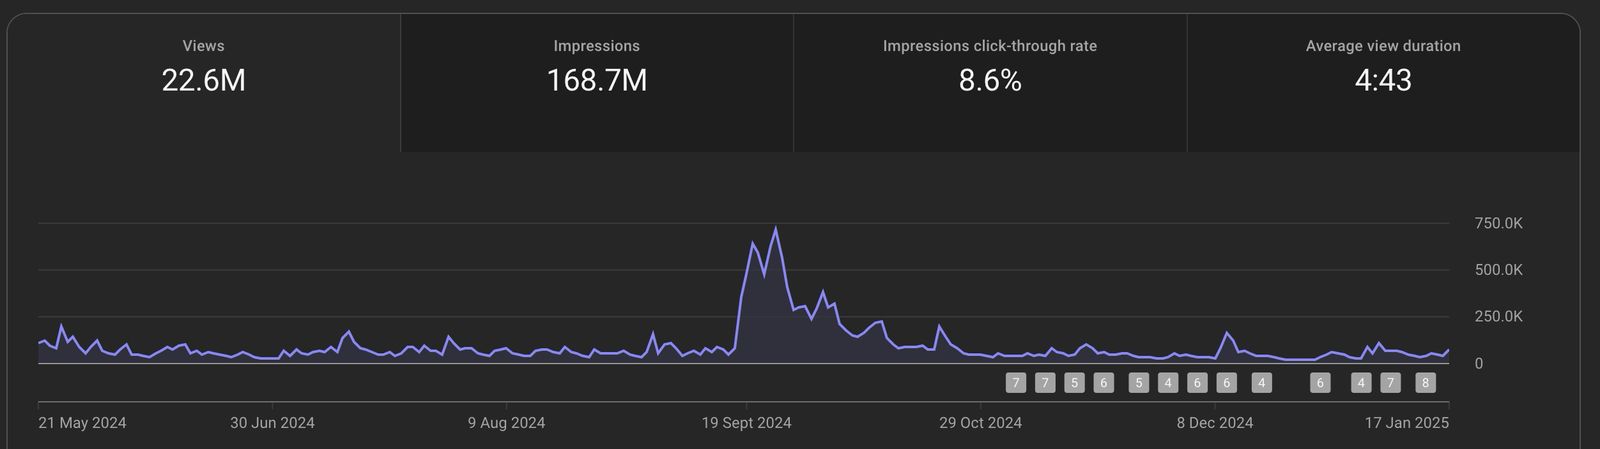 Views
22.6M
Impressions
168.7M
Impressions click-through rate
8.6%
Average view duration
4:43
750.0K
500.0K
250.0K
0
7 7 5 6 5 4 6 6 4 6 4 7 8
21 May 2024 30 Jun 2024 9 Aug 2024 19 Sept 2024 29 Oct 2024 8 Dec 2024 17 Jan 2025